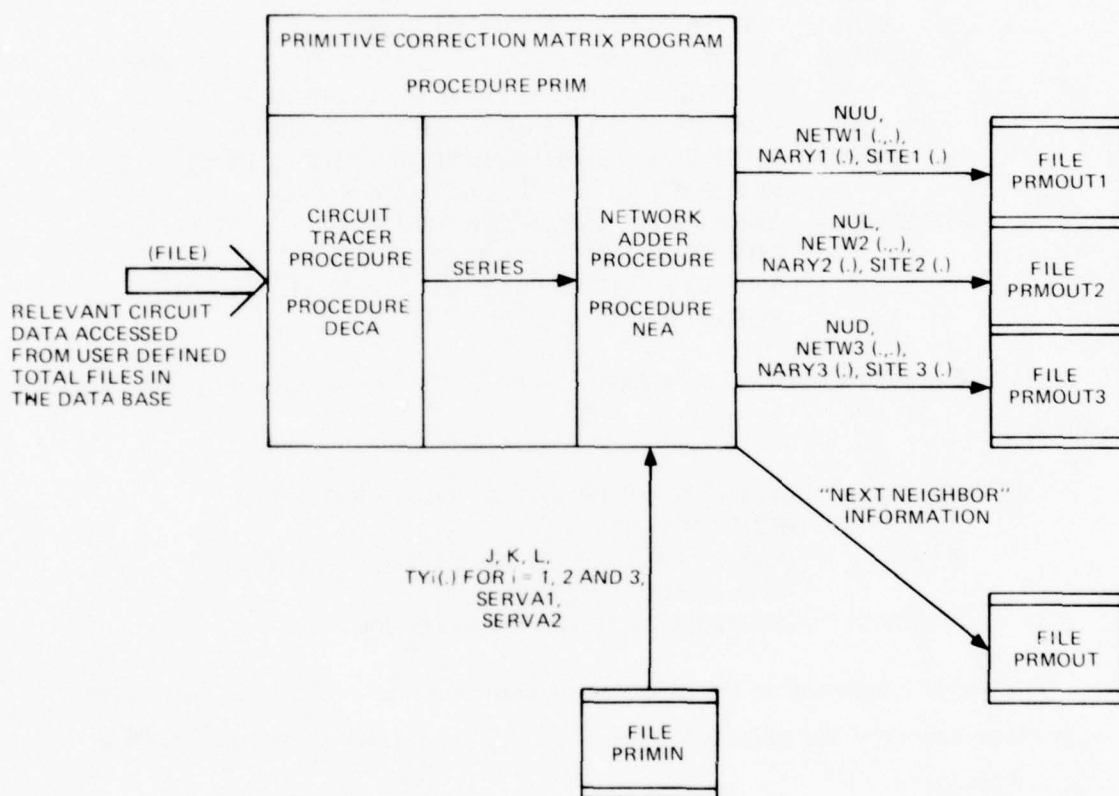 PRIMITIVE CORRECTION MATRIX PROGRAM
PROCEDURE PRIM
(FILE)
RELEVANT CIRCUIT
DATA ACCESSED
FROM USER DEFINED
TOTAL FILES IN
THE DATA BASE
CIRCUIT
TRACER
PROCEDURE
PROCEDURE
DECA
SERIES
NETWORK
ADDER
PROCEDURE
PROCEDURE
NEA
NUU,
NETW1 (.,.),
NARY1 (.), SITE1 (.)
FILE
PRMOUT1
NUL,
NETW2 (.,.),
NARY2 (.), SITE2 (.)
FILE
PRMOUT2
NUD,
NETW3 (.,.),
NARY3 (.), SITE 3 (.)
FILE
PRMOUT3
"NEXT NEIGHBOR"
INFORMATION
FILE
PRMOUT
J, K, L,
TYi(.) FOR i = 1, 2 AND 3,
SERVA1,
SERVA2
FILE
PRIMIN